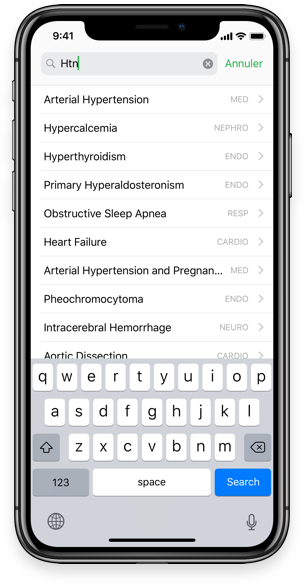 9:41
Htn Annuler
Arterial Hypertension MED
Hypercalcemia NEPHRO
Hyperthyroidism ENDO
Primary Hyperaldosteronism ENDO
Obstructive Sleep Apnea RESP
Heart Failure CARDIO
Arterial Hypertension and Pregnan... MED
Pheochromocytoma ENDO
Intracerebral Hemorrhage NEURO
Aortic Dissection CARDIO
q w e r t y u i o p
a s d f g h j k l
z x c v b n m
123 space Search